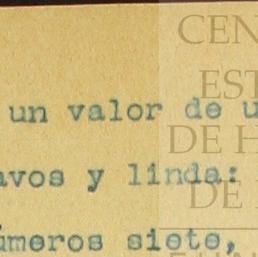 un valor de u
avos y linda:
úmeros siete,
CEN
EST
DE H
DE